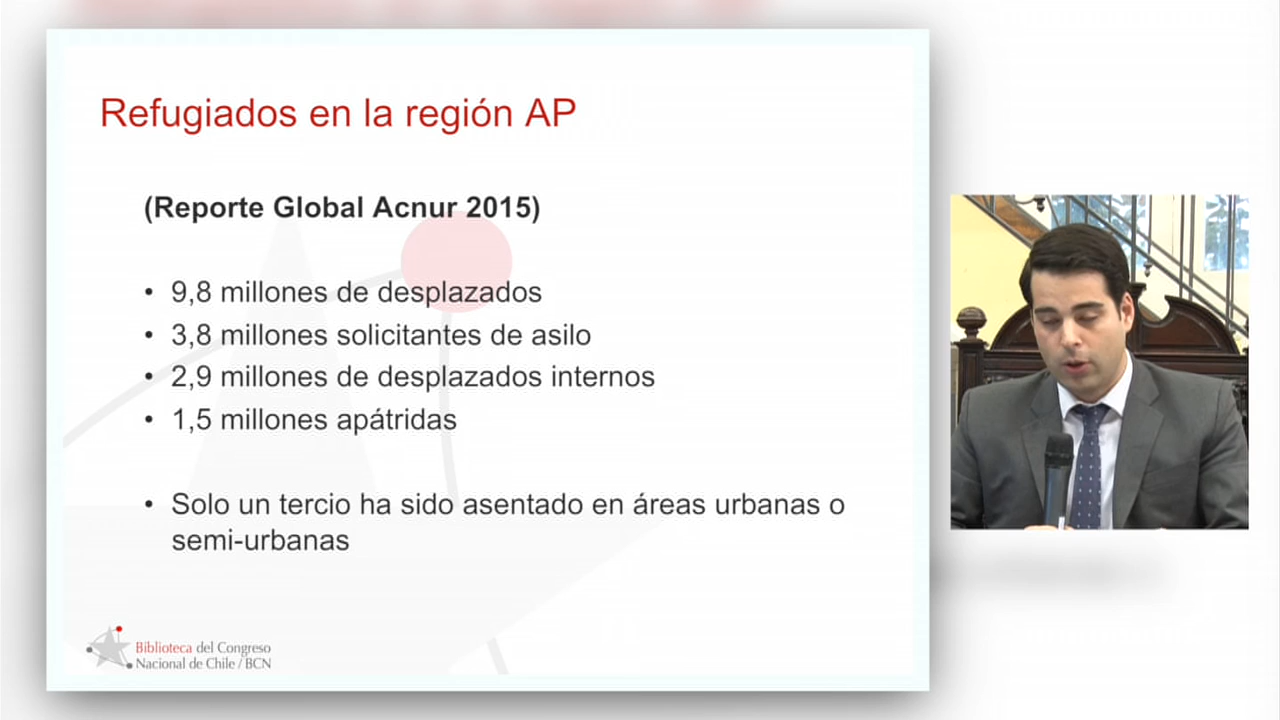 Refugiados en la región AP
(Reporte Global Acnur 2015)
• 9,8 millones de desplazados
• 3,8 millones solicitantes de asilo
• 2,9 millones de desplazados internos
• 1,5 millones apátridas
• Solo un tercio ha sido asentado en áreas urbanas o
semi-urbanas
Biblioteca del Congreso
Nacional de Chile / BCN